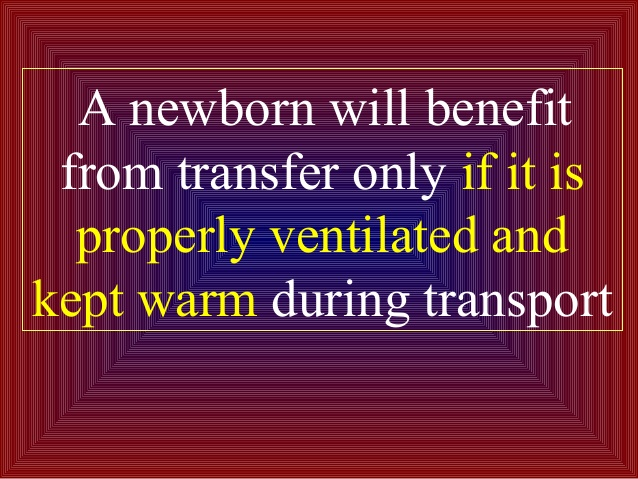 A newborn will benefit
from transfer only if it is
properly ventilated and
kept warm during transport